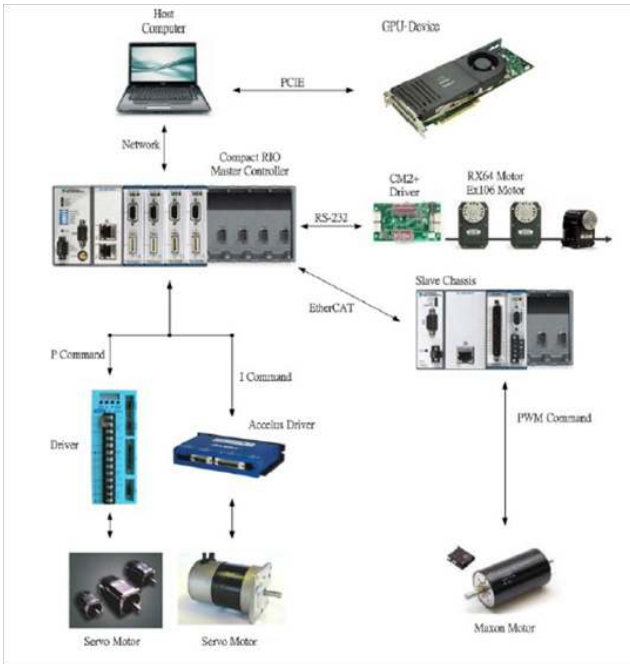 Host
Computer
GPU-Device
PCIE
Network
Compact RIO
Master Controller
CM2+
Driver
RX64 Motor
Ex106 Motor
RS-232
Slave Chassis
EtherCAT
P Command
I Command
PWM Command
Driver
Accelus Driver
Servo Motor
Servo Motor
Maxon Motor